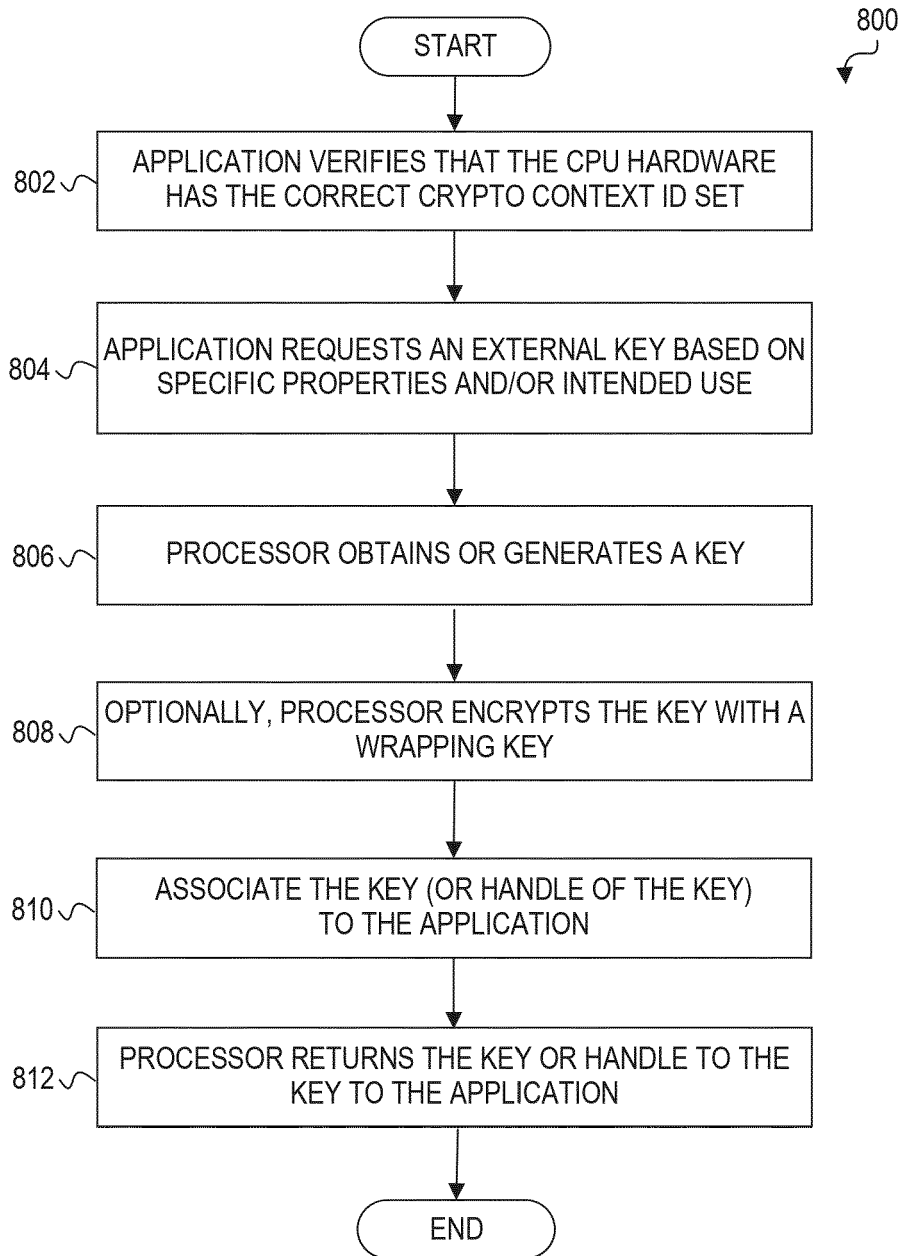 800
START
802
APPLICATION VERIFIES THAT THE CPU HARDWARE
HAS THE CORRECT CRYPTO CONTEXT ID SET
804
APPLICATION REQUESTS AN EXTERNAL KEY BASED ON
SPECIFIC PROPERTIES AND/OR INTENDED USE
806
PROCESSOR OBTAINS OR GENERATES A KEY
808
OPTIONALLY, PROCESSOR ENCRYPTS THE KEY WITH A
WRAPPING KEY
810
ASSOCIATE THE KEY (OR HANDLE OF THE KEY)
TO THE APPLICATION
812
PROCESSOR RETURNS THE KEY OR HANDLE TO THE
KEY TO THE APPLICATION
END